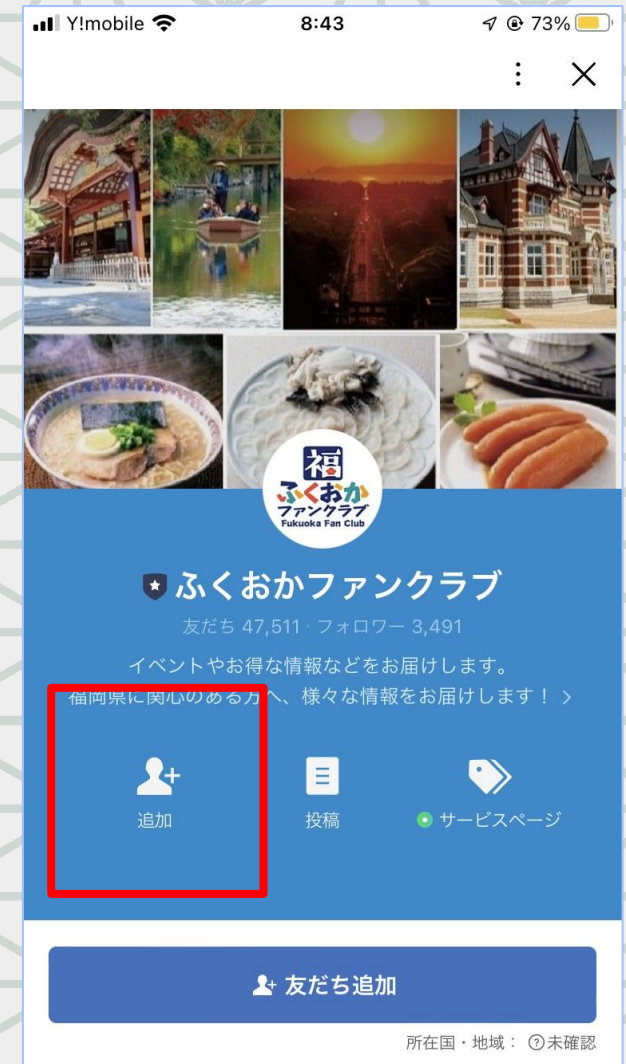 Y!mobile 8:43 73%
福
ふくおか
ファンクラブ
Fukuoka Fan Club
ふくおかファンクラブ
友だち 47,511 · フォロワー 3,491
イベントやお得な情報などをお届けします。
福岡県に関心のある方へ、様々な情報をお届けします！ >
追加 投稿 サービスページ
友だち追加
所在国・地域： ?未確認